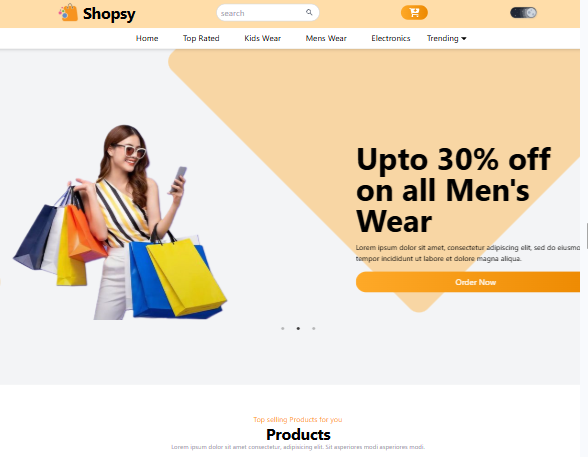 Shopsy
search
Home Top Rated Kids Wear Mens Wear Electronics Trending
Upto 30% off
on all Men's
Wear
Lorem ipsum dolor sit amet, consectetur adipiscing elit, sed do eiusmo
tempor incididunt ut labore et dolore magna aliqua.
Order Now
Top selling Products for you
Products
Lorem ipsum dolor sit amet consectetur, adipisicing elit. Sit asperiores modi asperiores modi.